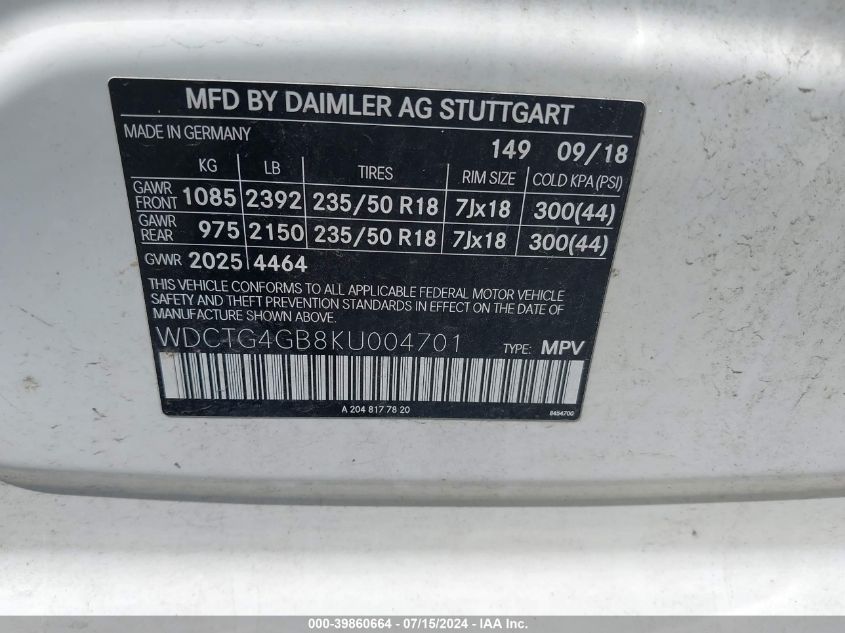 MFD BY DAIMLER AG STUTTGART
MADE IN GERMANY
149 09/18
KG LB TIRES RIM SIZE COLD KPA (PSI)
GAWR FRONT 1085 2392 235/50 R18 7Jx18 300(44)
GAWR REAR 975 2150 235/50 R18 7Jx18 300(44)
GVWR 2025 4464
THIS VEHICLE CONFORMS TO ALL APPLICABLE FEDERAL MOTOR VEHICLE
SAFETY AND THEFT PREVENTION STANDARDS IN EFFECT ON THE DATE OF
MANUFACTURE SHOWN ABOVE.
WDCTG4GB8KU004701 TYPE: MPV
A 204 817 78 20 8454700
000-39860664 - 07/15/2024 - IAA Inc.